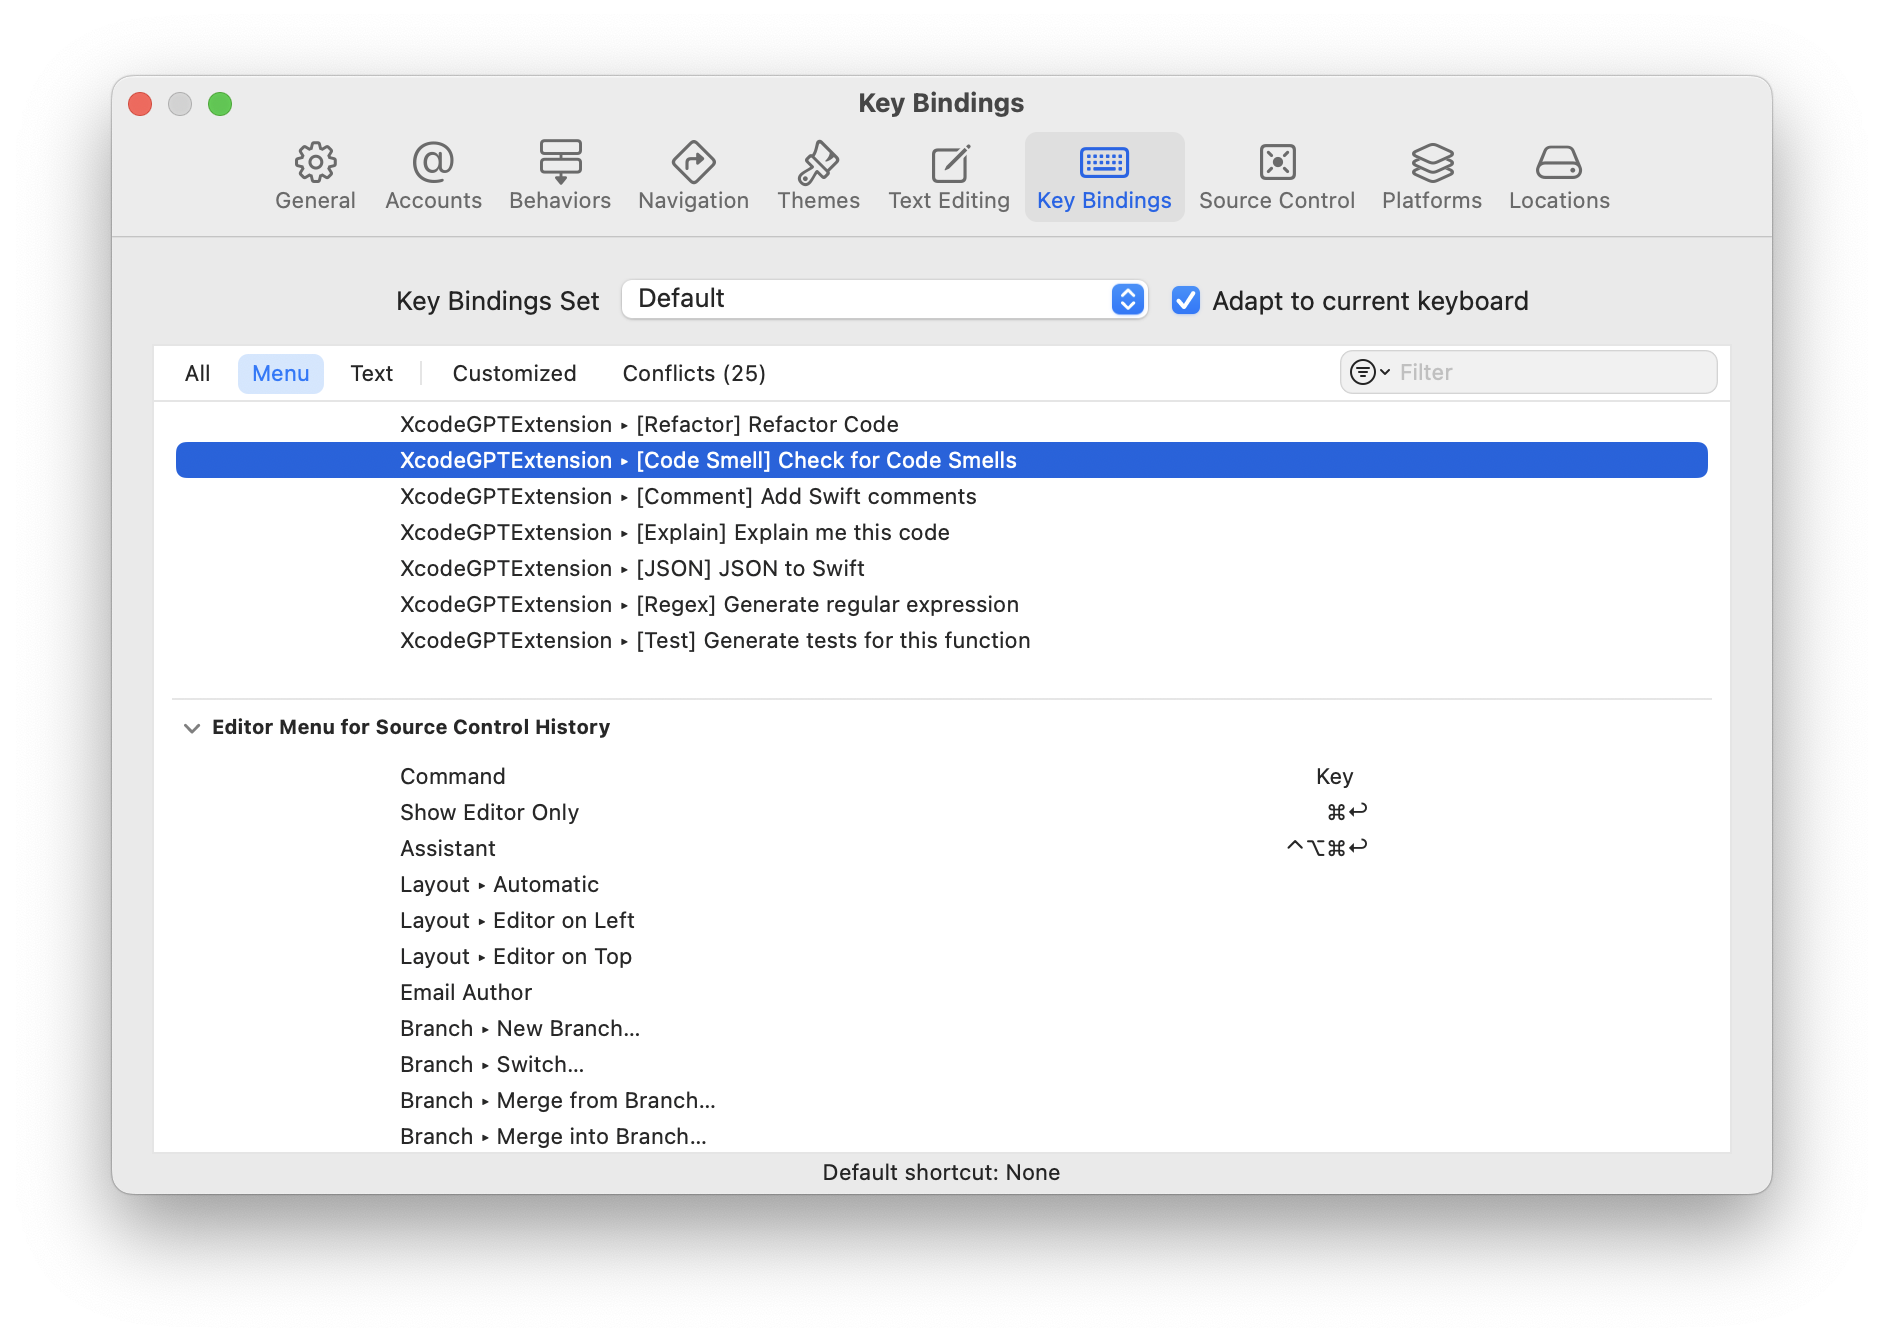 Key Bindings
General Accounts Behaviors Navigation Themes Text Editing Key Bindings Source Control Platforms Locations
Key Bindings Set Default Adapt to current keyboard
All Menu Text Customized Conflicts (25) Filter
XcodeGPTExtension ▸ [Refactor] Refactor Code
XcodeGPTExtension ▸ [Code Smell] Check for Code Smells
XcodeGPTExtension ▸ [Comment] Add Swift comments
XcodeGPTExtension ▸ [Explain] Explain me this code
XcodeGPTExtension ▸ [JSON] JSON to Swift
XcodeGPTExtension ▸ [Regex] Generate regular expression
XcodeGPTExtension ▸ [Test] Generate tests for this function
Editor Menu for Source Control History
Command Key
Show Editor Only ⌘↩
Assistant ^⌥⌘↩
Layout ▸ Automatic
Layout ▸ Editor on Left
Layout ▸ Editor on Top
Email Author
Branch ▸ New Branch...
Branch ▸ Switch...
Branch ▸ Merge from Branch...
Branch ▸ Merge into Branch...
Default shortcut: None